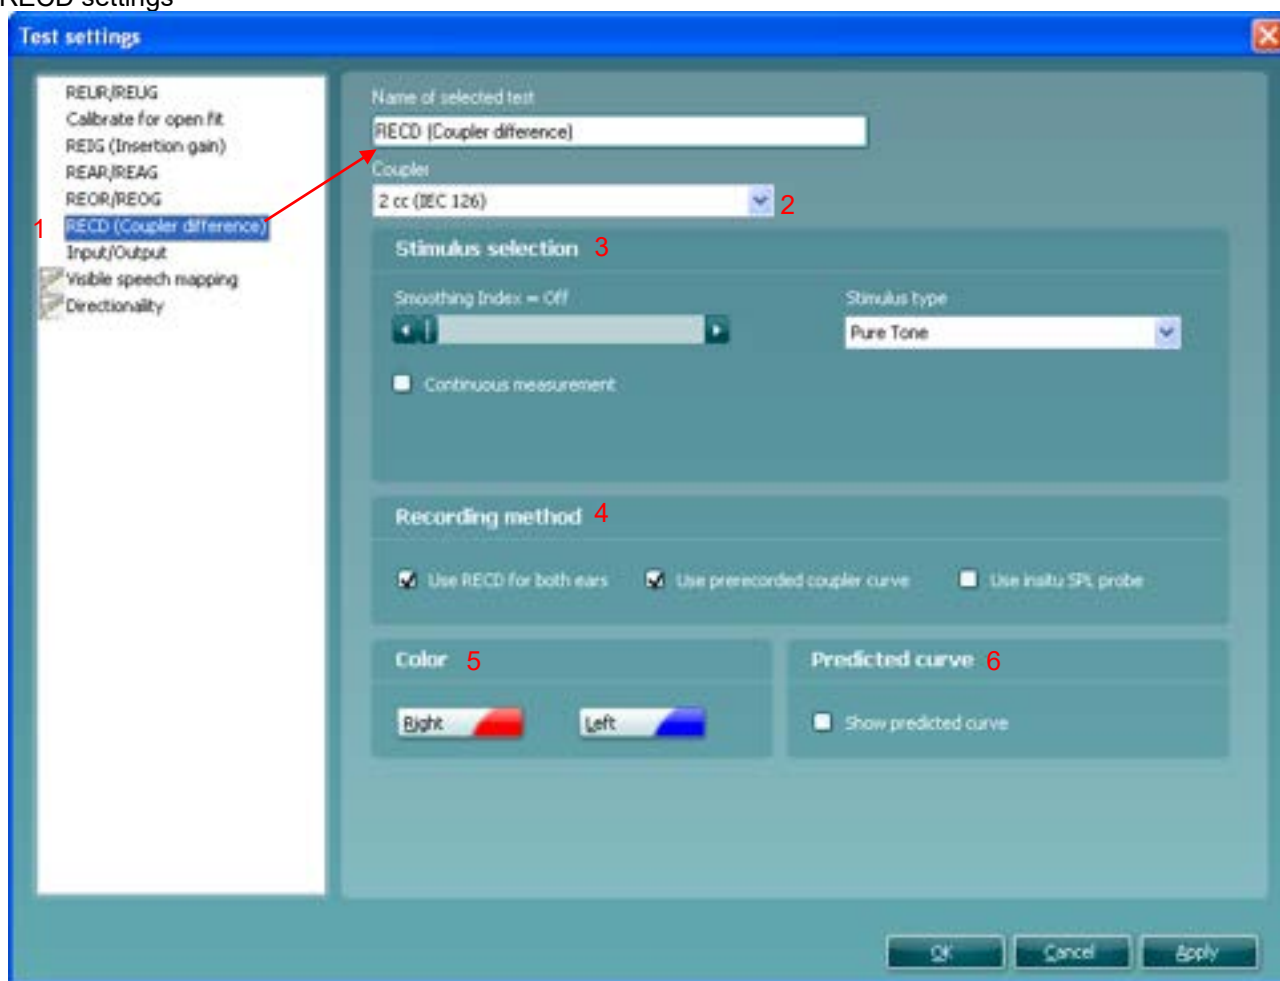 RECD settings
Test settings
REUR/REUG
Calibrate for open fit
REIG (Insertion gain)
REAR/REAG
REOR/REOG
1 RECD (Coupler difference)
Input/Output
Visible speech mapping
Directionality
Name of selected test
RECD (Coupler difference)
Coupler
2 cc (IEC 126) 2
Stimulus selection 3
Smoothing Index = Off
Stimulus type
Pure Tone
Continuous measurement
Recording method 4
Use RECD for both ears Use prerecorded coupler curve Use insitu SPL probe
Color 5
Right Left
Predicted curve 6
Show predicted curve
OK Cancel Apply